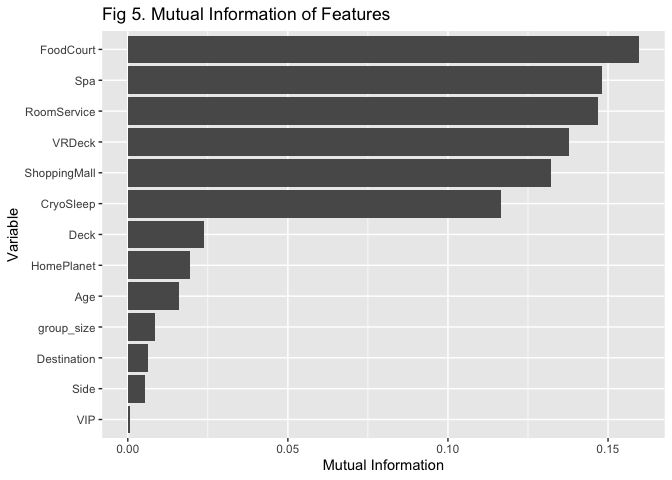 Fig 5. Mutual Information of Features
FoodCourt
Spa
RoomService
VRDeck
ShoppingMall
CryoSleep
Deck
HomePlanet
Age
group_size
Destination
Side
VIP
Variable
0.00 0.05 0.10 0.15
Mutual Information